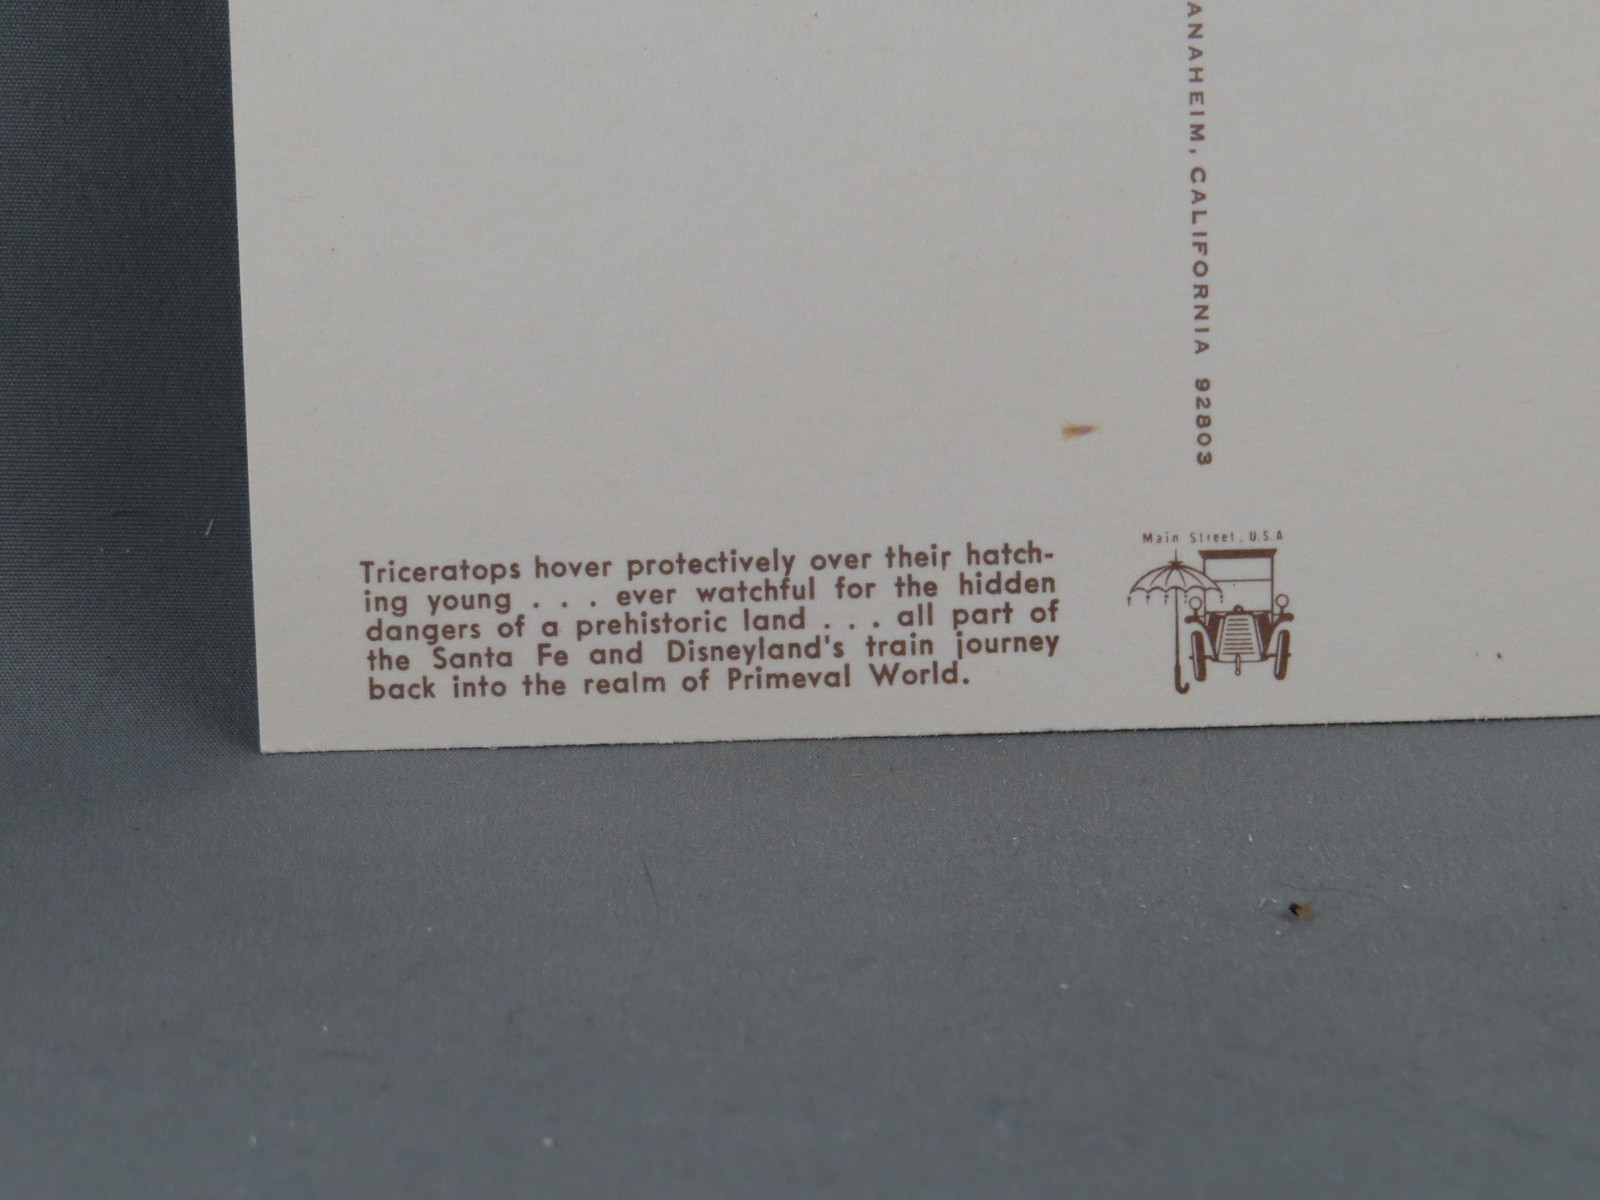 ANAHEIM, CALIFORNIA 92803
Triceratops hover protectively over their hatch-
ing young . . . ever watchful for the hidden
dangers of a prehistoric land . . . all part of
the Santa Fe and Disneyland's train journey
back into the realm of Primeval World.
Main Street, U.S.A